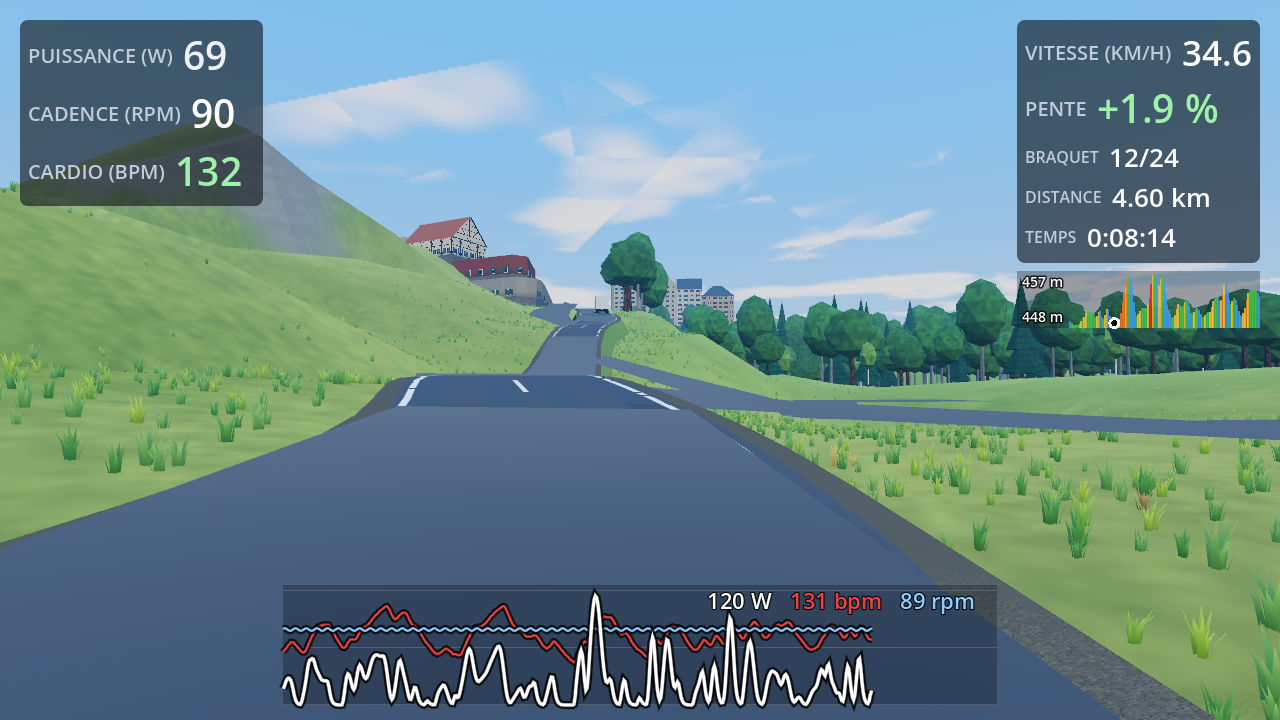 PUISSANCE (W) 69
CADENCE (RPM) 90
CARDIO (BPM) 132
VITESSE (KM/H) 34.6
PENTE +1.9 %
BRAQUET 12/24
DISTANCE 4.60 km
TEMPS 0:08:14
457 m
448 m
120 W 131 bpm 89 rpm